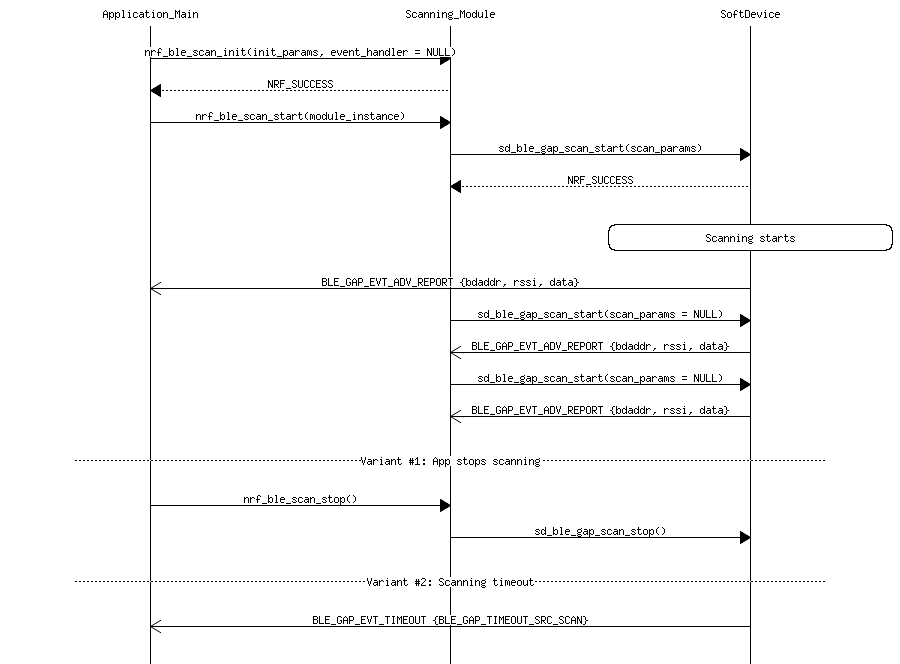 Application_Main Scanning_Module SoftDevice
nrf_ble_scan_init(init_params, event_handler = NULL)
NRF_SUCCESS
nrf_ble_scan_start(module_instance)
sd_ble_gap_scan_start(scan_params)
NRF_SUCCESS
Scanning starts
BLE_GAP_EVT_ADV_REPORT {bdaddr, rssi, data}
sd_ble_gap_scan_start(scan_params = NULL)
BLE_GAP_EVT_ADV_REPORT {bdaddr, rssi, data}
sd_ble_gap_scan_start(scan_params = NULL)
BLE_GAP_EVT_ADV_REPORT {bdaddr, rssi, data}
Variant #1: App stops scanning
nrf_ble_scan_stop()
sd_ble_gap_scan_stop()
Variant #2: Scanning timeout
BLE_GAP_EVT_TIMEOUT {BLE_GAP_TIMEOUT_SRC_SCAN}